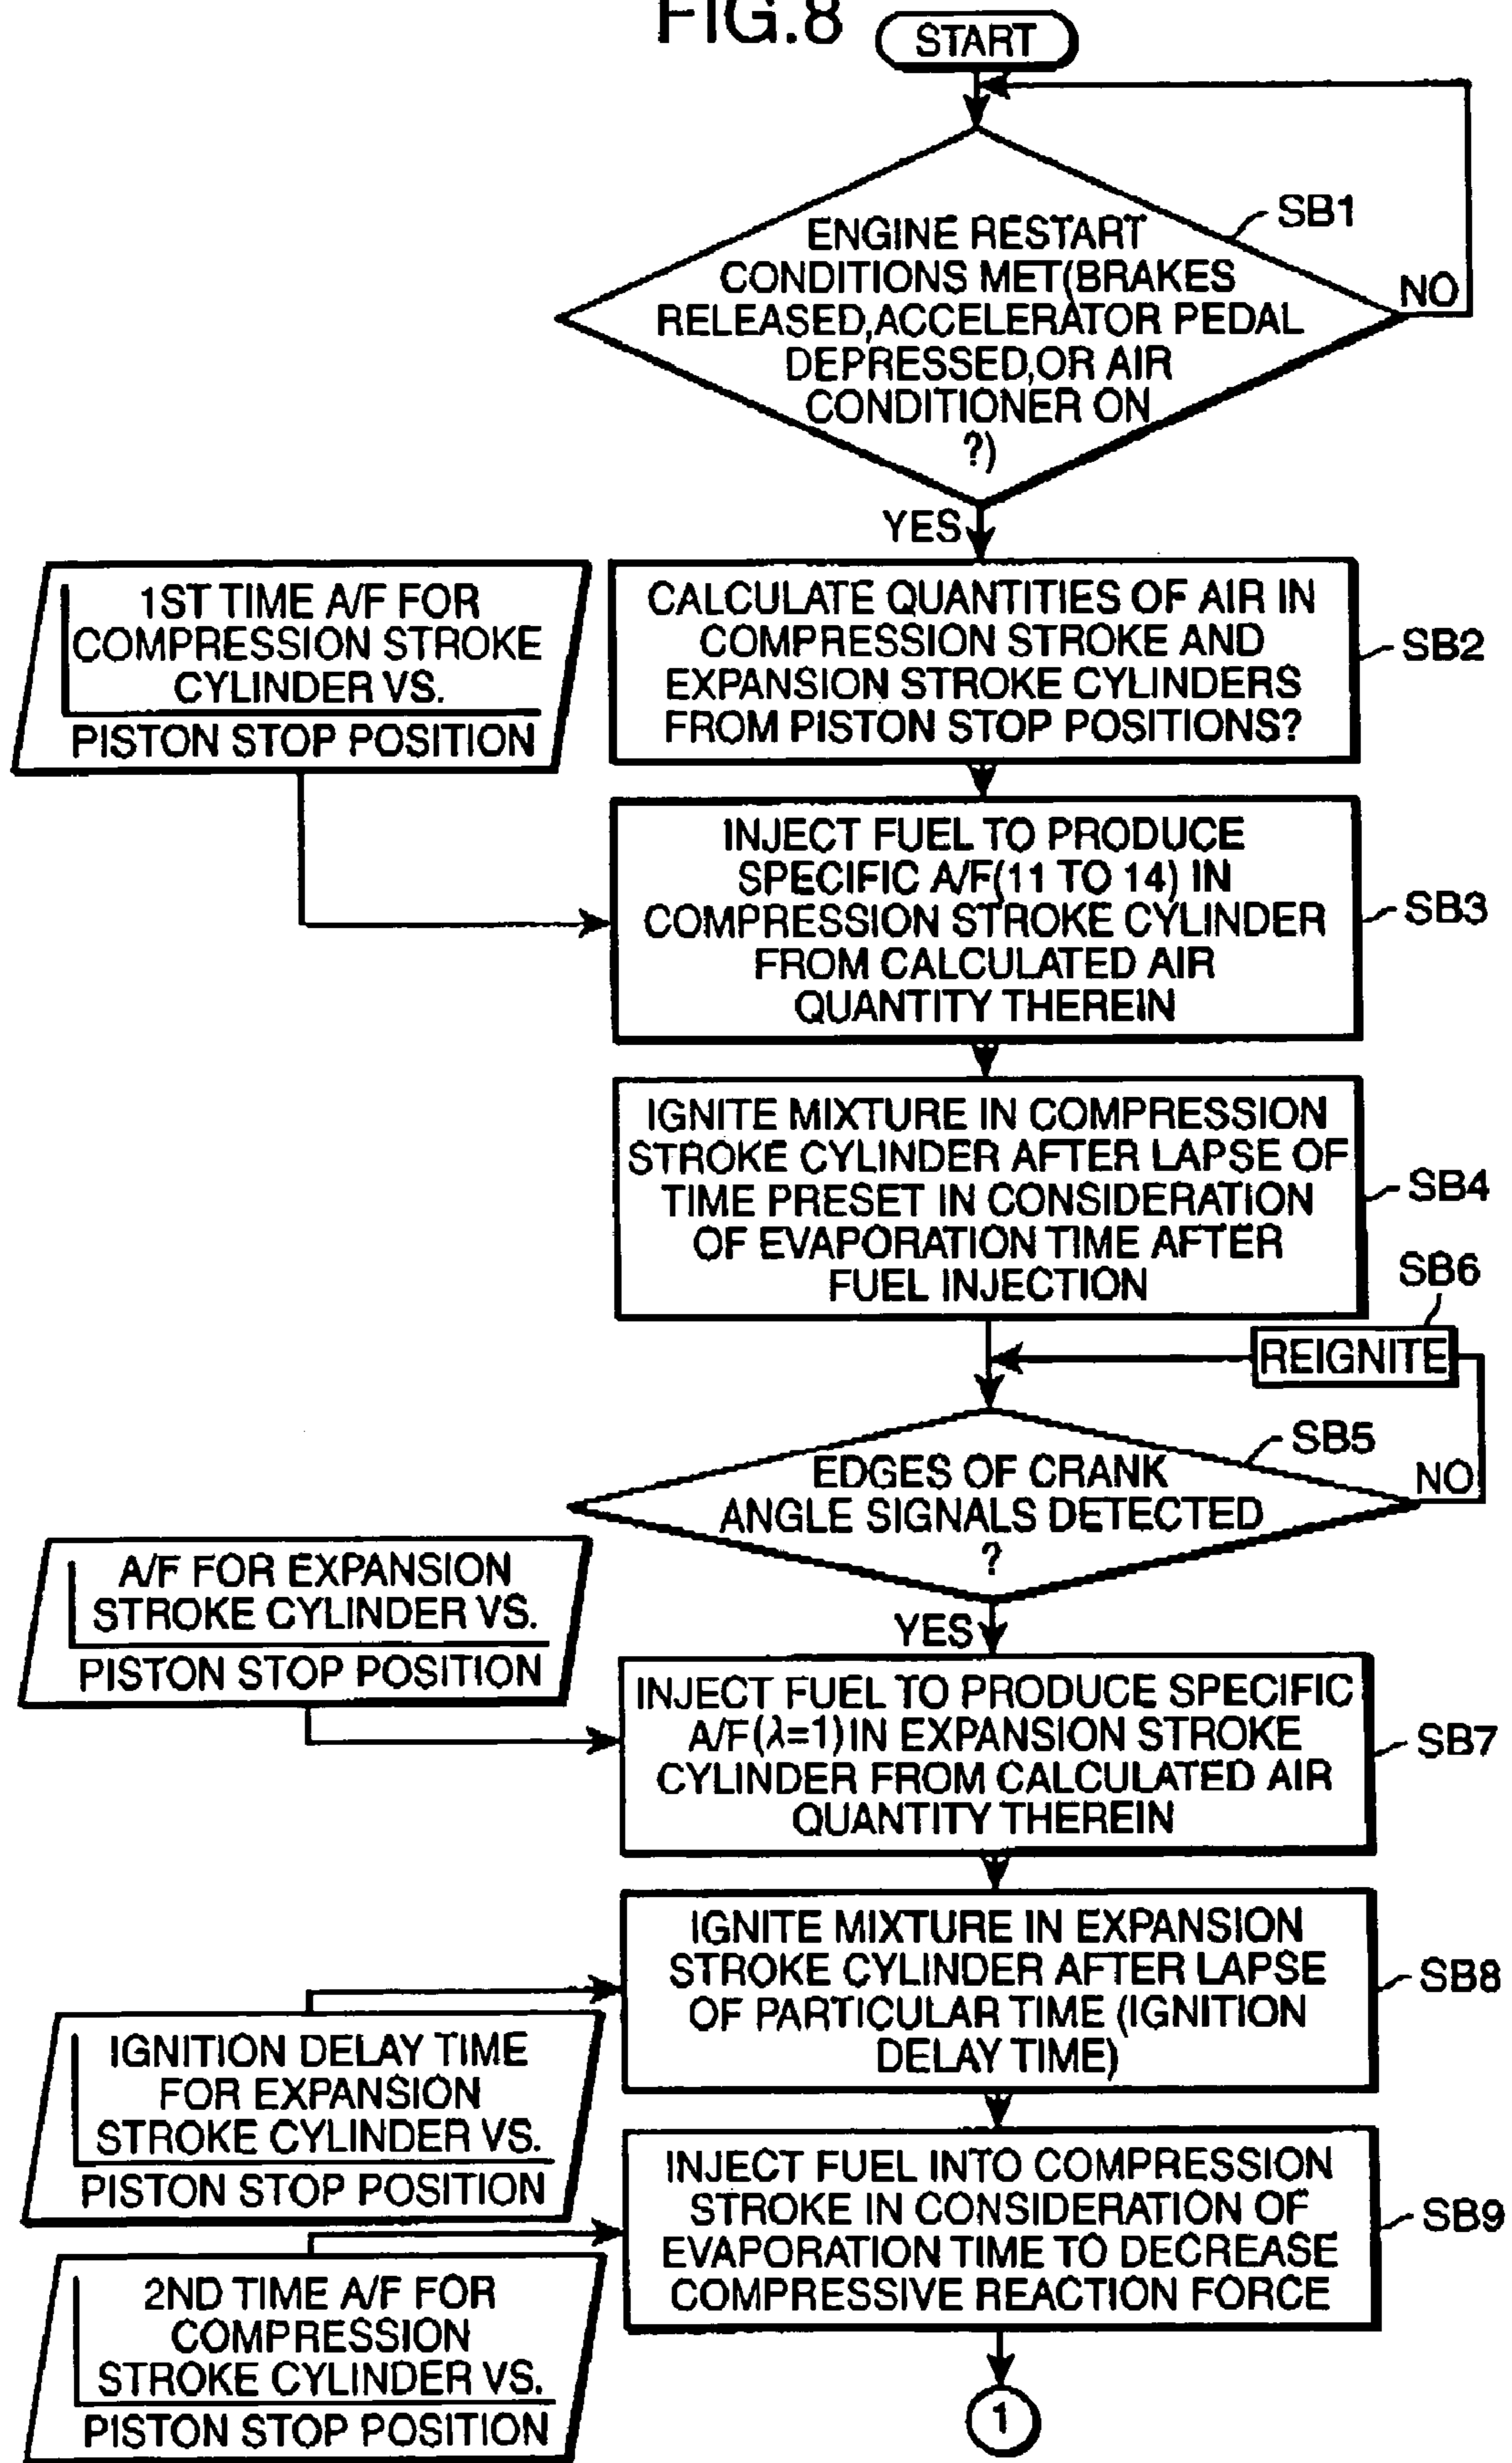 FIG.8
START
ENGINE RESTART
CONDITIONS MET(BRAKES
RELEASED,ACCELERATOR PEDAL
DEPRESSED,OR AIR
CONDITIONER ON
?)
SB1
NO
YES
1ST TIME A/F FOR
COMPRESSION STROKE
CYLINDER VS.
PISTON STOP POSITION
CALCULATE QUANTITIES OF AIR IN
COMPRESSION STROKE AND
EXPANSION STROKE CYLINDERS
FROM PISTON STOP POSITIONS?
SB2
INJECT FUEL TO PRODUCE
SPECIFIC A/F(11 TO 14) IN
COMPRESSION STROKE CYLINDER
FROM CALCULATED AIR
QUANTITY THEREIN
SB3
IGNITE MIXTURE IN COMPRESSION
STROKE CYLINDER AFTER LAPSE OF
TIME PRESET IN CONSIDERATION
OF EVAPORATION TIME AFTER
FUEL INJECTION
SB4
SB6
REIGNITE
EDGES OF CRANK
ANGLE SIGNALS DETECTED
?
SB5
NO
YES
A/F FOR EXPANSION
STROKE CYLINDER VS.
PISTON STOP POSITION
INJECT FUEL TO PRODUCE SPECIFIC
A/F(λ=1)IN EXPANSION STROKE
CYLINDER FROM CALCULATED AIR
QUANTITY THEREIN
SB7
IGNITE MIXTURE IN EXPANSION
STROKE CYLINDER AFTER LAPSE
OF PARTICULAR TIME (IGNITION
DELAY TIME)
SB8
IGNITION DELAY TIME
FOR EXPANSION
STROKE CYLINDER VS.
PISTON STOP POSITION
INJECT FUEL INTO COMPRESSION
STROKE IN CONSIDERATION OF
EVAPORATION TIME TO DECREASE
COMPRESSIVE REACTION FORCE
SB9
2ND TIME A/F FOR
COMPRESSION
STROKE CYLINDER VS.
PISTON STOP POSITION
1